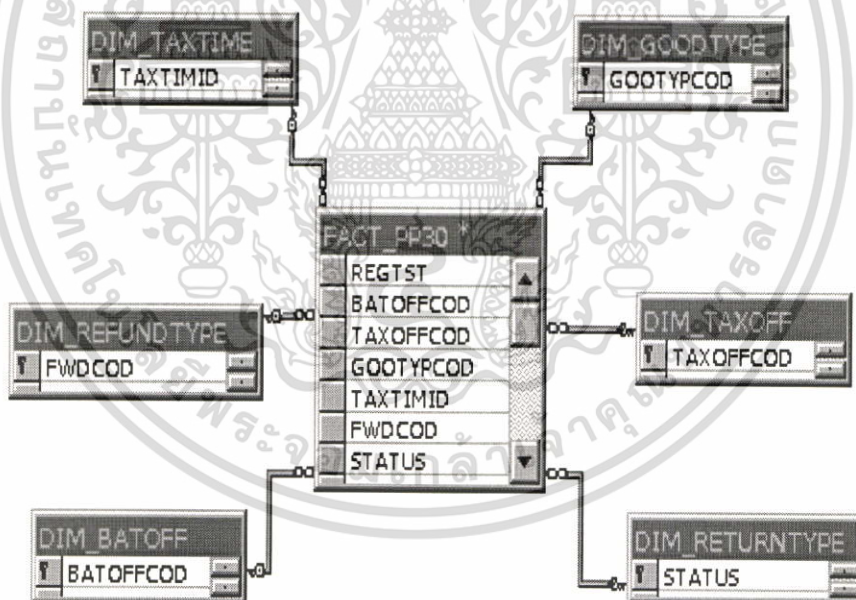 DIM_TAXTIME
TAXTIMID
DIM_GOODTYPE
GOOTYPCOD
FACT_PP30 *
REGTST
BATOFFCOD
TAXOFFCOD
GOOTYPCOD
TAXTIMID
FWDCOD
STATUS
DIM_REFUNDTYPE
FWDCOD
DIM_TAXOFF
TAXOFFCOD
DIM_BATOFF
BATOFFCOD
DIM_RETURNTYPE
STATUS